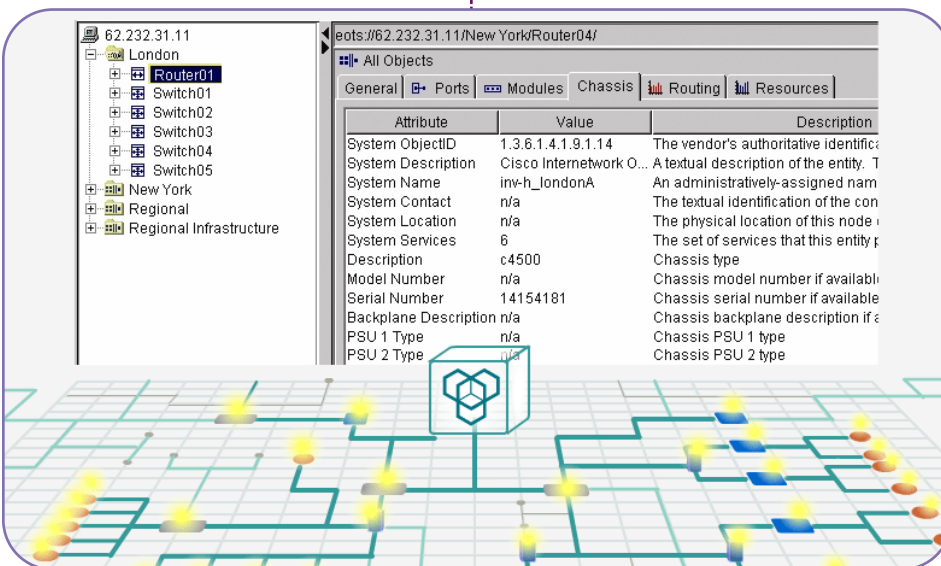 62.232.31.11
London
Router01
Switch01
Switch02
Switch03
Switch04
Switch05
New York
Regional
Regional Infrastructure
eots://62.232.31.11/New York/Router04/
All Objects
General Ports Modules Chassis Routing Resources
Attribute Value Description
System ObjectID 1.3.6.1.4.1.9.1.14 The vendor's authoritative identific
System Description Cisco Internetwork O... A textual description of the entity. T
System Name inv-h_londonA An administratively-assigned nam
System Contact n/a The textual identification of the con
System Location n/a The physical location of this node
System Services 6 The set of services that this entity p
Description c4500 Chassis type
Model Number n/a Chassis model number if availabl
Serial Number 14154181 Chassis serial number if available
Backplane Description n/a Chassis backplane description if a
PSU 1 Type n/a Chassis PSU 1 type
PSU 2 Type n/a Chassis PSU 2 type